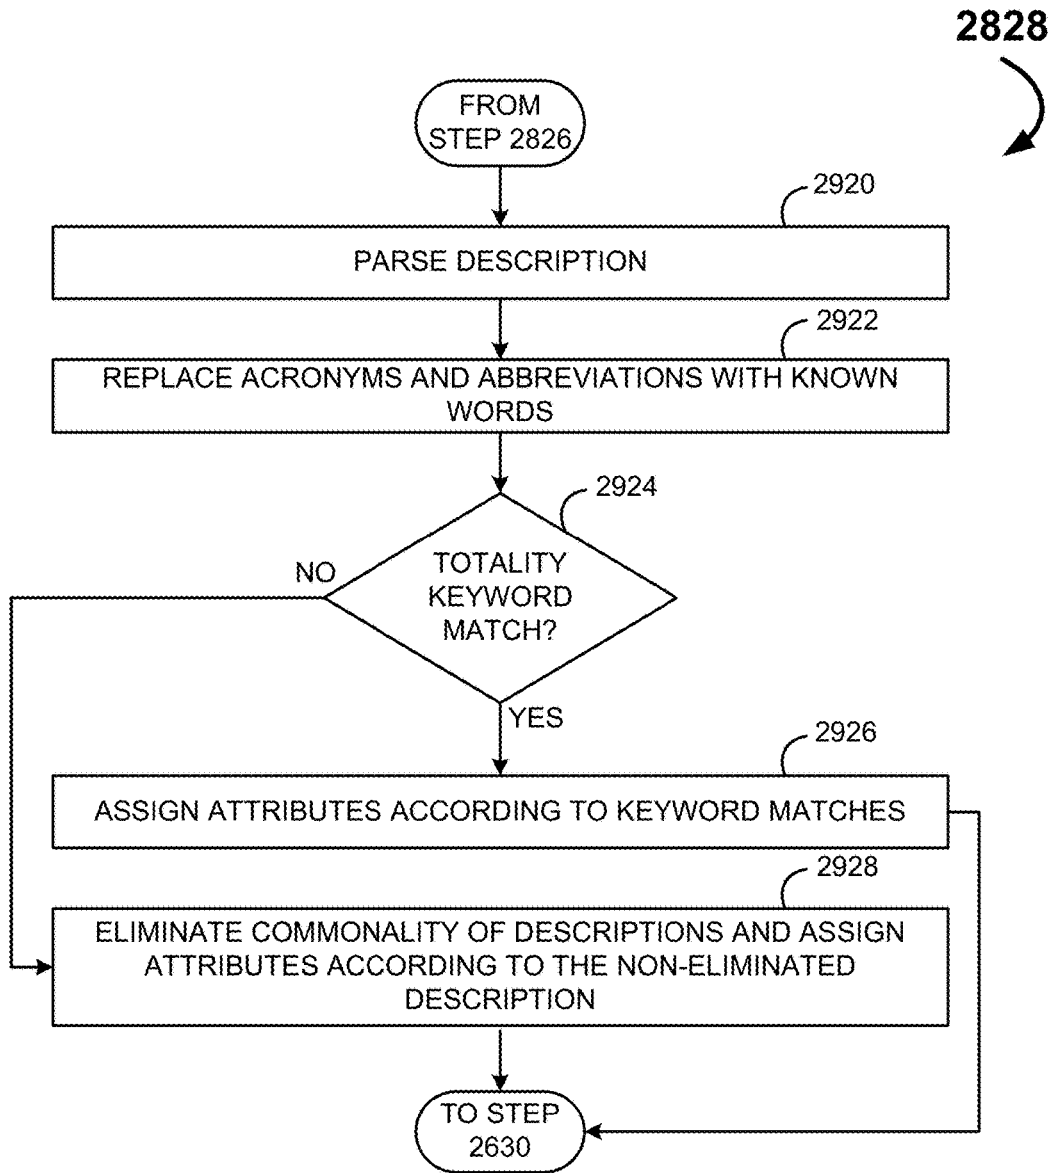 2828
FROM
STEP 2826
2920
PARSE DESCRIPTION
2922
REPLACE ACRONYMS AND ABBREVIATIONS WITH KNOWN
WORDS
2924
TOTALITY
KEYWORD
MATCH?
NO
YES
2926
ASSIGN ATTRIBUTES ACCORDING TO KEYWORD MATCHES
2928
ELIMINATE COMMONALITY OF DESCRIPTIONS AND ASSIGN
ATTRIBUTES ACCORDING TO THE NON-ELIMINATED
DESCRIPTION
TO STEP
2630